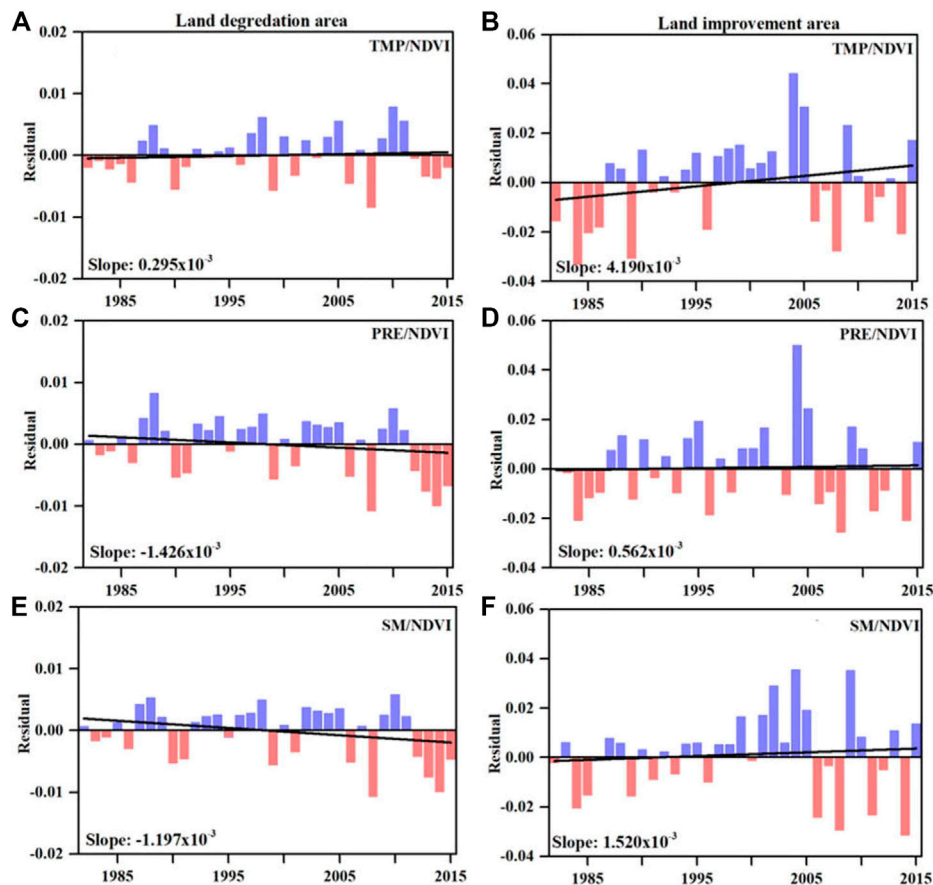 A Land degredation area
0.02
TMP/NDVI
0.01
0.00
-0.01
-0.02
Residual
Slope: 0.295x10-3
1985 1995 2005 2015
B Land improvement area
0.06
TMP/NDVI
0.04
0.02
0.00
-0.02
-0.04
Residual
Slope: 4.190x10-3
1985 1995 2005 2015
C
0.02
PRE/NDVI
0.01
0.00
-0.01
-0.02
Residual
Slope: -1.426x10-3
1985 1995 2005 2015
D
0.06
PRE/NDVI
0.04
0.02
0.00
-0.02
-0.04
Residual
Slope: 0.562x10-3
1985 1995 2005 2015
E
0.02
SM/NDVI
0.01
0.00
-0.01
-0.02
Residual
Slope: -1.197x10-3
1985 1995 2005 2015
F
0.06
SM/NDVI
0.04
0.02
0.00
-0.02
-0.04
Residual
Slope: 1.520x10-3
1985 1995 2005 2015